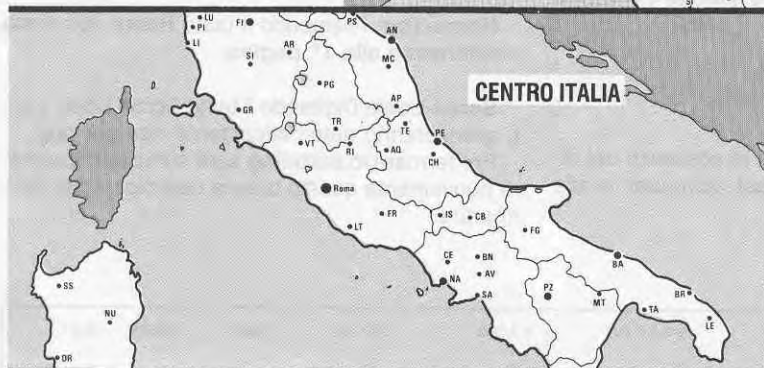 LU
PI
LI
FI
PS
AN
AR
MC
SI
PG
AP
GR
TR
TE
PE
VT
RI
AQ
CH
CENTRO ITALIA
Roma
FR
LT
IS
CB
FG
CE
BN
NA
AV
SA
BA
PZ
MT
TA
BR
LE
SS
NU
OR